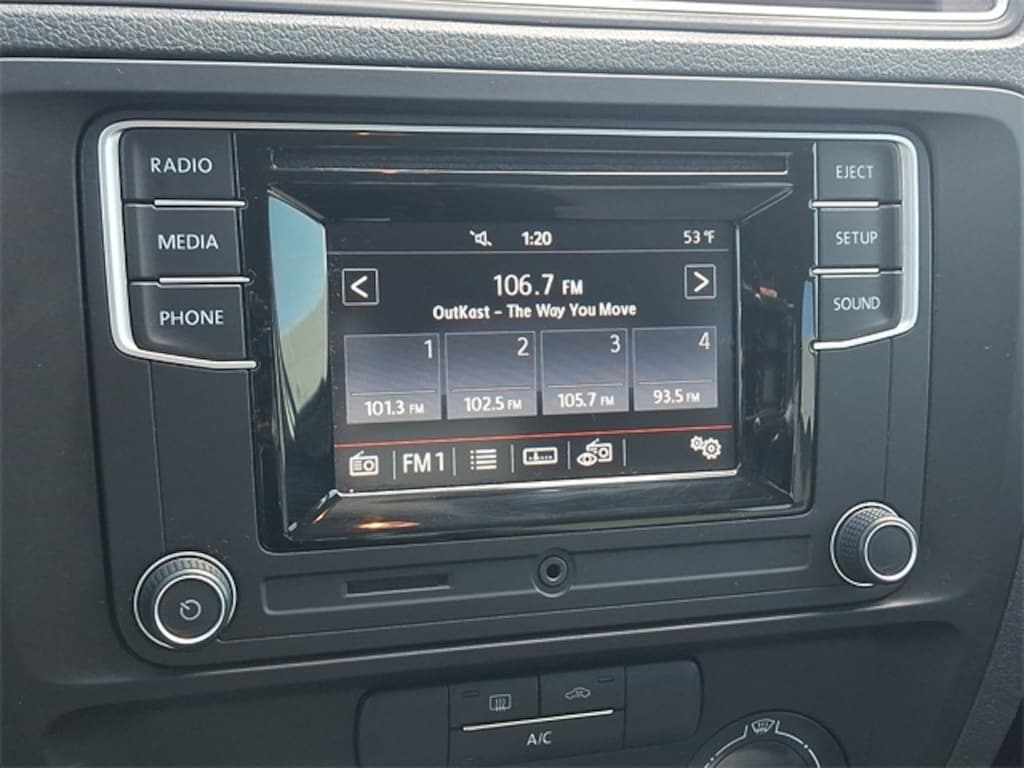 RADIO
MEDIA
PHONE
EJECT
SETUP
SOUND
1:20 53 °F
< 106.7 FM >
OutKast - The Way You Move
1 2 3 4
101.3 FM 102.5 FM 105.7 FM 93.5 FM
FM 1
A/C